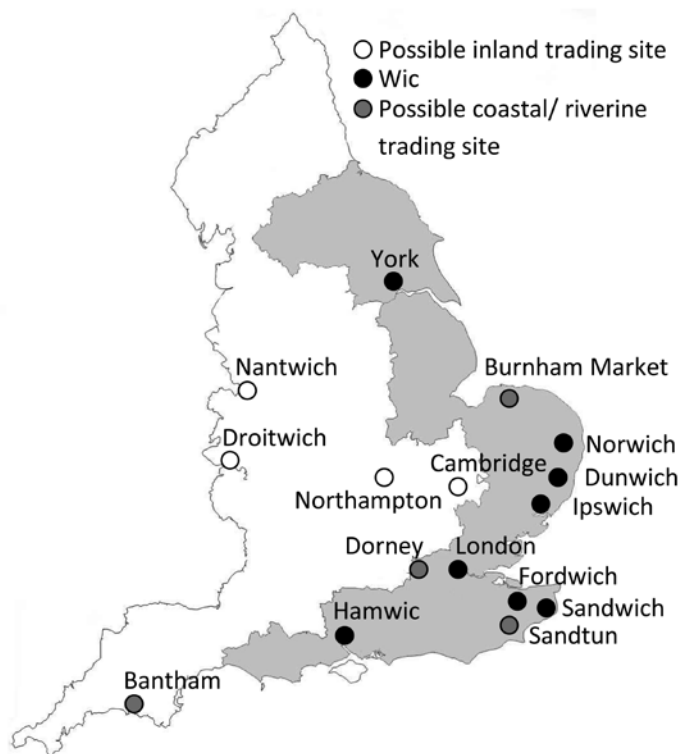 Possible inland trading site
Wic
Possible coastal/ riverine
trading site
York
Nantwich
Burnham Market
Droitwich
Norwich
Cambridge
Dunwich
Northampton
Ipswich
Dorney
London
Fordwich
Hamwic
Sandwich
Sandtun
Bantham